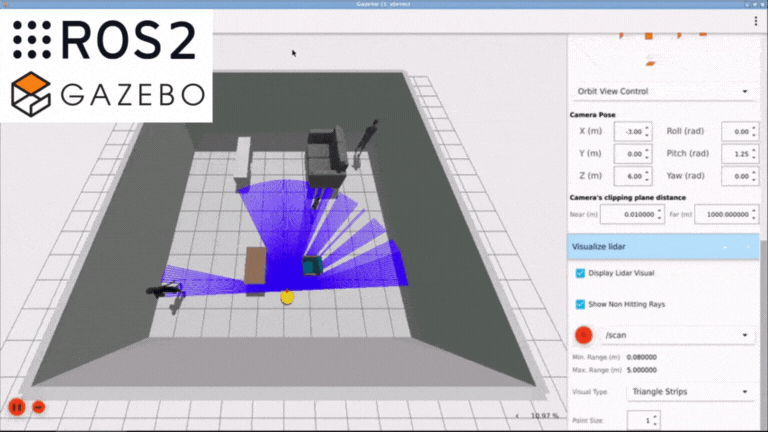 ROS2
GAZEBO
Orbit View Control
Camera Pose
X (m) -3.00 Roll (rad) 0.00
Y (m) 0.00 Pitch (rad) 1.25
Z (m) 6.00 Yaw (rad) 0.00
Camera's clipping plane distance
Near (m) 0.010000 Far (m) 1000.000000
Visualize lidar
Display Lidar Visual
Show Non Hitting Rays
/scan
Min. Range (m) 0.080000
Max. Range (m) 5.000000
Visual Type Triangle Strips
Point Size 1
10.97 %